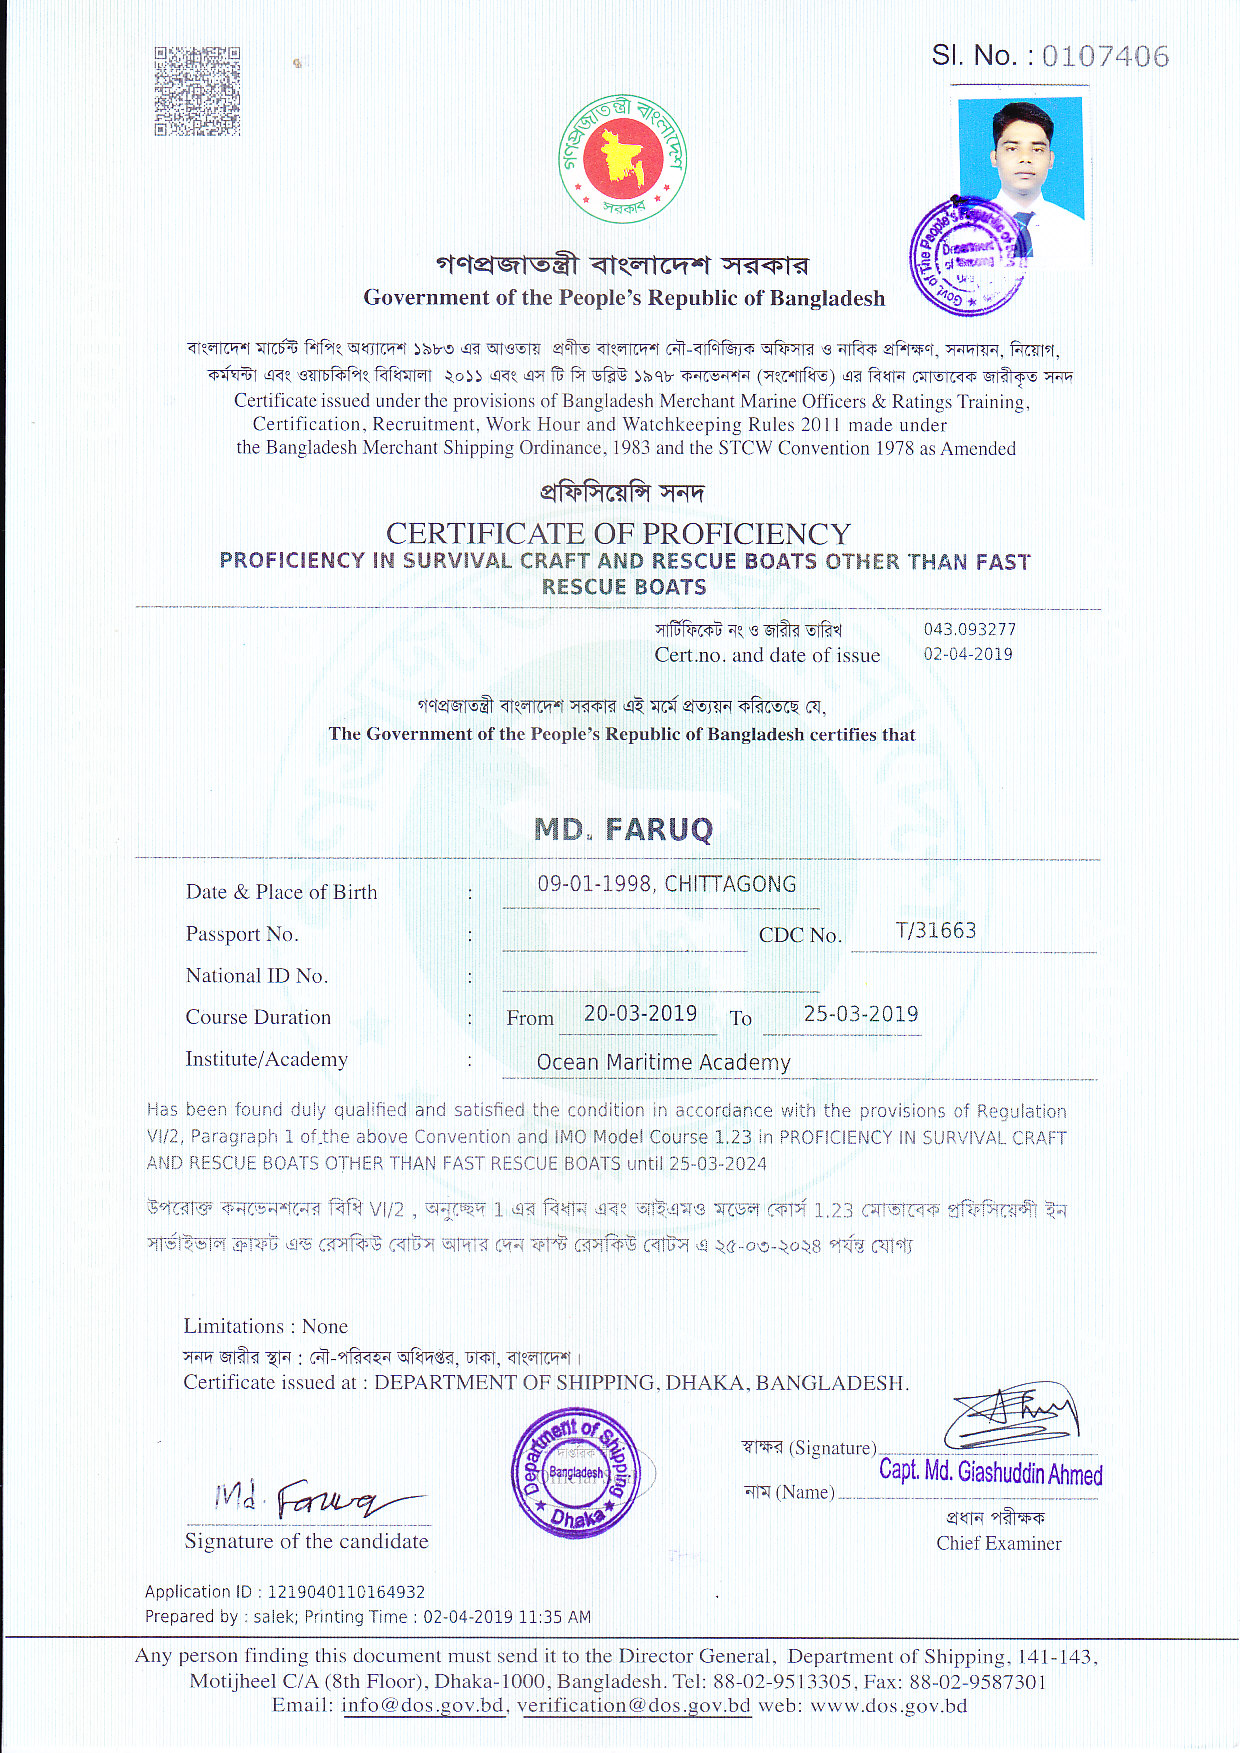 Sl. No. : 0107406
গণপ্রজাতন্ত্রী বাংলাদেশ
সরকার
গণপ্রজাতন্ত্রী বাংলাদেশ সরকার
Government of the People's Republic of Bangladesh
বাংলাদেশ মার্চেন্ট শিপিং অধ্যাদেশ ১৯৮৩ এর আওতায় প্রণীত বাংলাদেশ নৌ-বাণিজ্যিক অফিসার ও নাবিক প্রশিক্ষণ, সনদায়ন, নিয়োগ,
কর্মঘন্টা এবং ওয়াচকিপিং বিধিমালা ২০১১ এবং এস টি সি ডব্লিউ ১৯৭৮ কনভেনশন (সংশোধিত) এর বিধান মোতাবেক জারীকৃত সনদ
Certificate issued under the provisions of Bangladesh Merchant Marine Officers & Ratings Training,
Certification, Recruitment, Work Hour and Watchkeeping Rules 2011 made under
the Bangladesh Merchant Shipping Ordinance, 1983 and the STCW Convention 1978 as Amended
প্রফিসিয়েন্সি সনদ
CERTIFICATE OF PROFICIENCY
PROFICIENCY IN SURVIVAL CRAFT AND RESCUE BOATS OTHER THAN FAST
RESCUE BOATS
সার্টিফিকেট নং ও জারীর তারিখ 043.093277
Cert.no. and date of issue 02-04-2019
গণপ্রজাতন্ত্রী বাংলাদেশ সরকার এই মর্মে প্রত্যয়ন করিতেছে যে,
The Government of the People's Republic of Bangladesh certifies that
MD. FARUQ
Date & Place of Birth : 09-01-1998, CHITTAGONG
Passport No. : CDC No. T/31663
National ID No. :
Course Duration : From 20-03-2019 To 25-03-2019
Institute/Academy : Ocean Maritime Academy
Has been found duly qualified and satisfied the condition in accordance with the provisions of Regulation
VI/2, Paragraph 1 of the above Convention and IMO Model Course 1.23 in PROFICIENCY IN SURVIVAL CRAFT
AND RESCUE BOATS OTHER THAN FAST RESCUE BOATS until 25-03-2024
উপরোক্ত কনভেনশনের বিধি VI/2 , অনুচ্ছেদ 1 এর বিধান এবং আইএমও মডেল কোর্স 1.23 মোতাবেক প্রফিসিয়েন্সী ইন
সার্ভাইভাল ক্রাফট এন্ড রেসকিউ বোটস আদার দেন ফাস্ট রেসকিউ বোটস এ ২৫-০৩-২০২৪ পর্যন্ত যোগ্য
Limitations : None
সনদ জারীর স্থান : নৌ-পরিবহন অধিদপ্তর, ঢাকা, বাংলাদেশ।
Certificate issued at : DEPARTMENT OF SHIPPING, DHAKA, BANGLADESH.
Department of Shipping
Bangladesh
Dhaka
স্বাক্ষর (Signature)
Capt. Md. Giashuddin Ahmed
নাম (Name)
প্রধান পরীক্ষক
Chief Examiner
Md. Faruq
Signature of the candidate
Application ID : 1219040110164932
Prepared by : salek; Printing Time : 02-04-2019 11:35 AM
Any person finding this document must send it to the Director General, Department of Shipping, 141-143,
Motijheel C/A (8th Floor), Dhaka-1000, Bangladesh. Tel: 88-02-9513305, Fax: 88-02-9587301
Email: info@dos.gov.bd, verification@dos.gov.bd web: www.dos.gov.bd